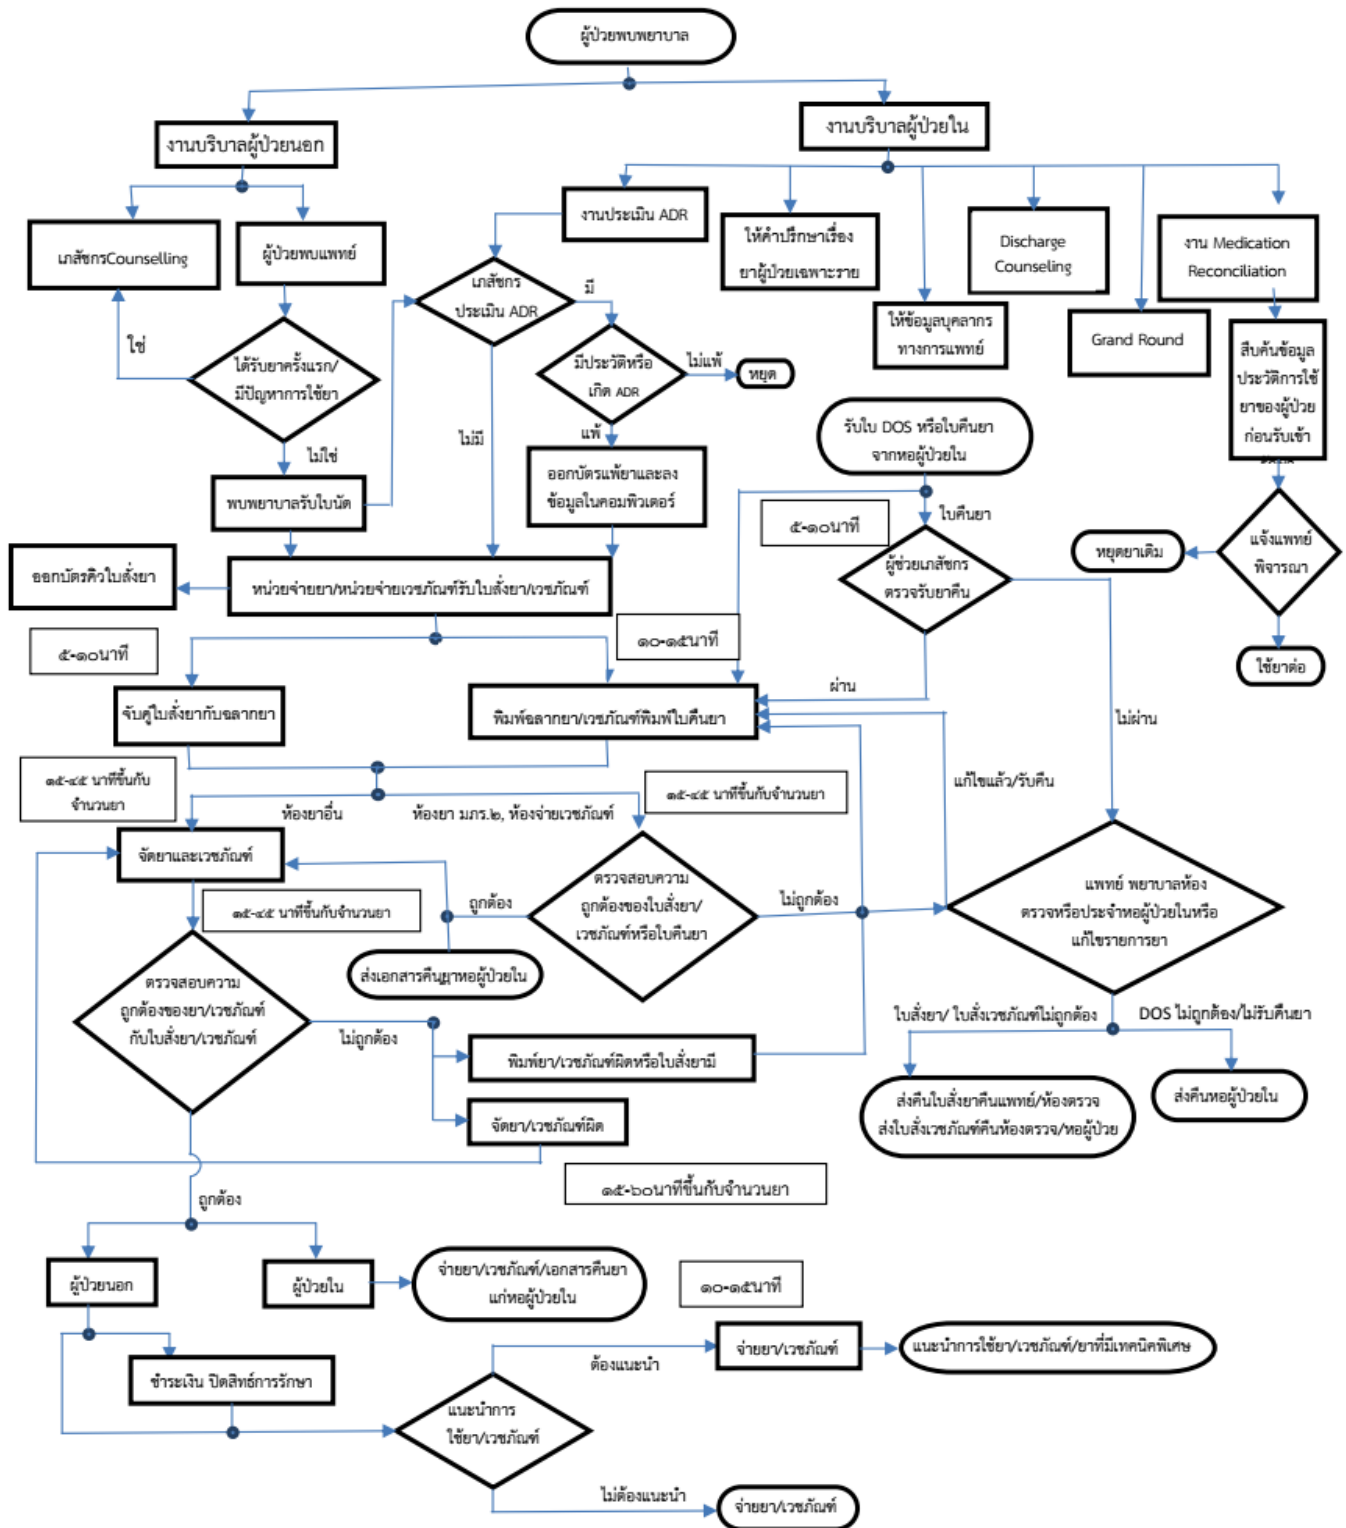 ผู้ป่วยพบพยาบาล
งานบริบาลผู้ป่วยนอก
งานบริบาลผู้ป่วยใน
เภสัชกรCounselling
ผู้ป่วยพบแพทย์
งานประเมิน ADR
ให้คำปรึกษาเรื่อง
ยาผู้ป่วยเฉพาะราย
ให้ข้อมูลบุคลากร
ทางการแพทย์
Discharge
Counseling
Grand Round
งาน Medication
Reconciliation
เภสัชกร
ประเมิน ADR
มี
ไม่มี
ใช่
ได้รับยาครั้งแรก/
มีปัญหาการใช้ยา
ไม่ใช่
มีประวัติหรือ
เกิด ADR
ไม่แพ้
หยุด
แพ้
สืบค้นข้อมูล
ประวัติการใช้
ยาของผู้ป่วย
ก่อนรับเข้า
รับใบ DOS หรือใบคืนยา
จากหอผู้ป่วยใน
พบพยาบาลรับใบนัด
ออกบัตรแพ้ยาและลง
ข้อมูลในคอมพิวเตอร์
๕-๑๐นาที
ใบคืนยา
ผู้ช่วยเภสัชกร
ตรวจรับยาคืน
หยุดยาเดิม
แจ้งแพทย์
พิจารณา
ใช้ยาต่อ
ออกบัตรคิวใบสั่งยา
หน่วยจ่ายยา/หน่วยจ่ายเวชภัณฑ์รับใบสั่งยา/เวชภัณฑ์
๕-๑๐นาที
๑๐-๑๕นาที
ผ่าน
ไม่ผ่าน
จับคู่ใบสั่งยากับฉลากยา
พิมพ์ฉลากยา/เวชภัณฑ์พิมพ์ใบคืนยา
๑๕-๔๕ นาทีขึ้นกับ
จำนวนยา
๑๕-๔๕ นาทีขึ้นกับจำนวนยา
แก้ไขแล้ว/รับคืน
ห้องยาอื่น
ห้องยา มภร.๒, ห้องจ่ายเวชภัณฑ์
จัดยาและเวชภัณฑ์
๑๕-๔๕ นาทีขึ้นกับจำนวนยา
ถูกต้อง
ตรวจสอบความ
ถูกต้องของใบสั่งยา/
เวชภัณฑ์หรือใบคืนยา
ไม่ถูกต้อง
แพทย์ พยาบาลห้อง
ตรวจหรือประจำหอผู้ป่วยในหรือ
แก้ไขรายการยา
ส่งเอกสารคืนยาหอผู้ป่วยใน
ตรวจสอบความ
ถูกต้องของยา/เวชภัณฑ์
กับใบสั่งยา/เวชภัณฑ์
ไม่ถูกต้อง
ใบสั่งยา/ ใบสั่งเวชภัณฑ์ไม่ถูกต้อง
DOS ไม่ถูกต้อง/ไม่รับคืนยา
พิมพ์ยา/เวชภัณฑ์ผิดหรือใบสั่งยามี
จัดยา/เวชภัณฑ์ผิด
ส่งคืนใบสั่งยาคืนแพทย์/ห้องตรวจ
ส่งใบสั่งเวชภัณฑ์คืนห้องตรวจ/หอผู้ป่วย
ส่งคืนหอผู้ป่วยใน
๑๕-๖๐นาทีขึ้นกับจำนวนยา
ถูกต้อง
ผู้ป่วยนอก
ผู้ป่วยใน
จ่ายยา/เวชภัณฑ์/เอกสารคืนยา
แก่หอผู้ป่วยใน
๑๐-๑๕นาที
ชำระเงิน ปิดสิทธิ์การรักษา
ต้องแนะนำ
จ่ายยา/เวชภัณฑ์
แนะนำการใช้ยา/เวชภัณฑ์/ยาที่มีเทคนิคพิเศษ
แนะนำการ
ใช้ยา/เวชภัณฑ์
ไม่ต้องแนะนำ
จ่ายยา/เวชภัณฑ์